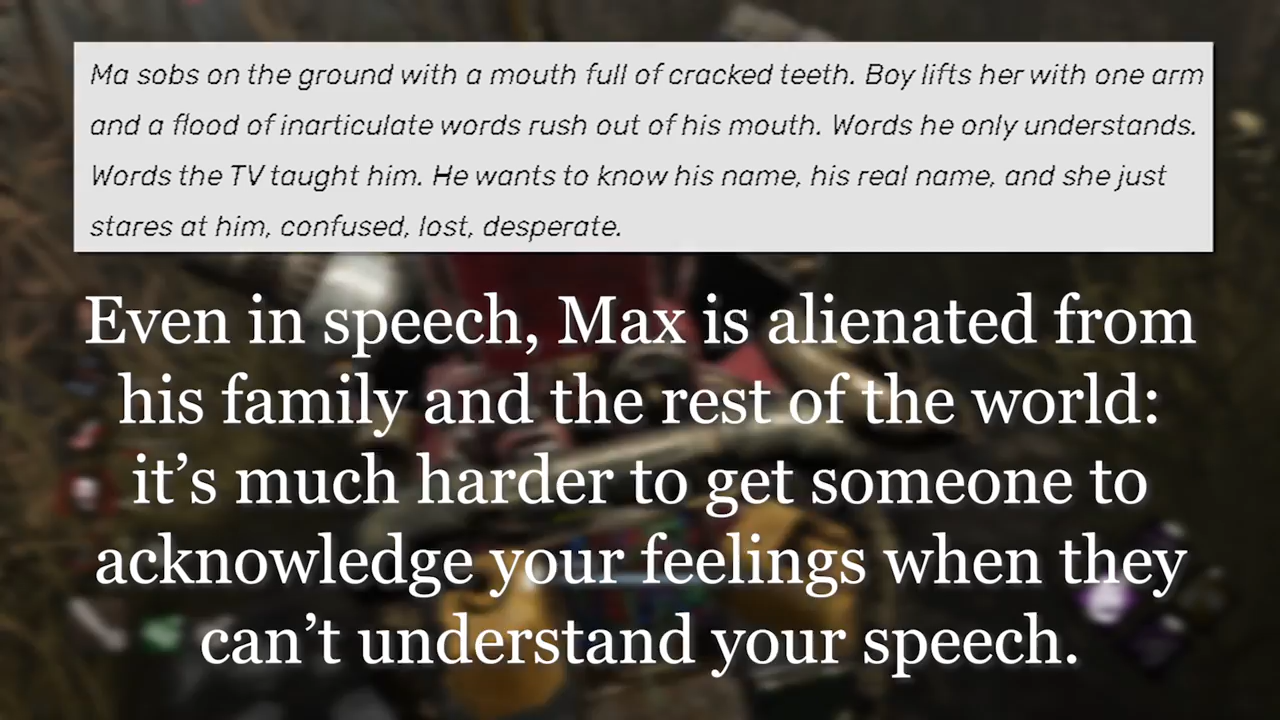 Ma sobs on the ground with a mouth full of cracked teeth. Boy lifts her with one arm
and a flood of inarticulate words rush out of his mouth. Words he only understands.
Words the TV taught him. He wants to know his name, his real name, and she just
stares at him, confused, lost, desperate.
Even in speech, Max is alienated from
his family and the rest of the world:
it’s much harder to get someone to
acknowledge your feelings when they
can’t understand your speech.